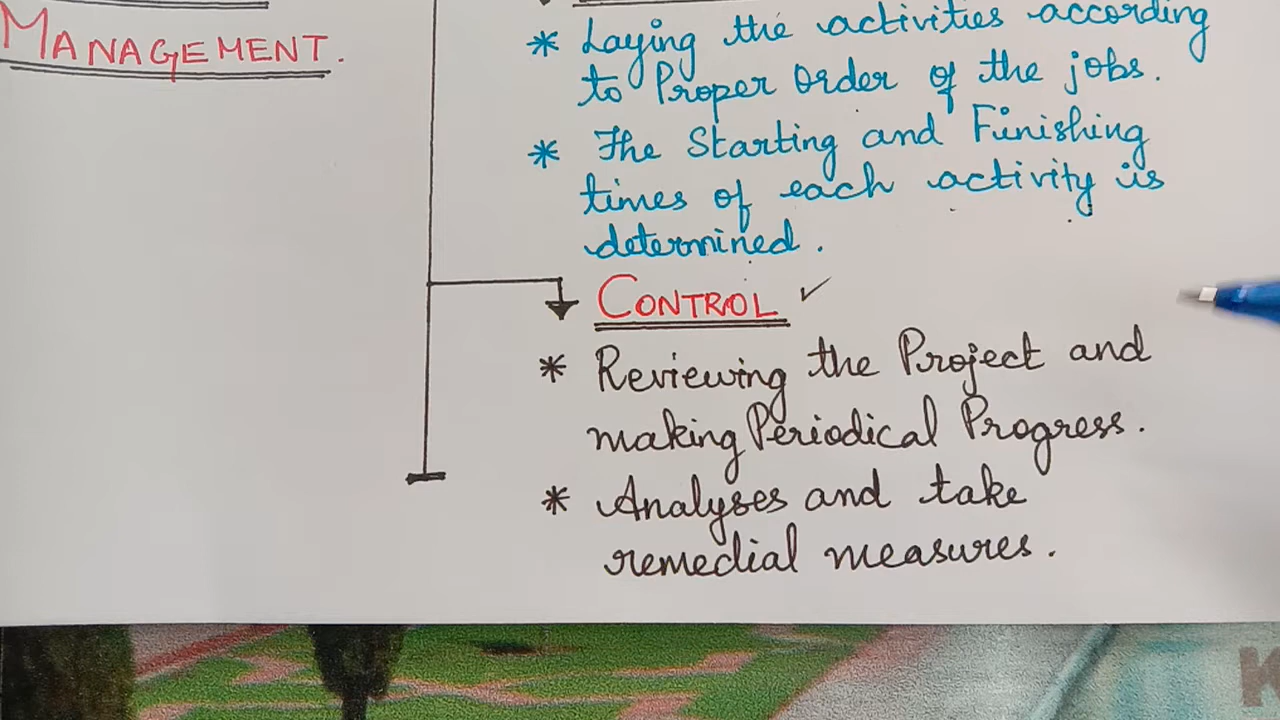 MANAGEMENT.
* Laying the activities according
to Proper Order of the jobs.
* The Starting and Finishing
times of each activity is
determined.
CONTROL ✓
* Reviewing the Project and
making Periodical Progress.
* Analyses and take
remedial measures.